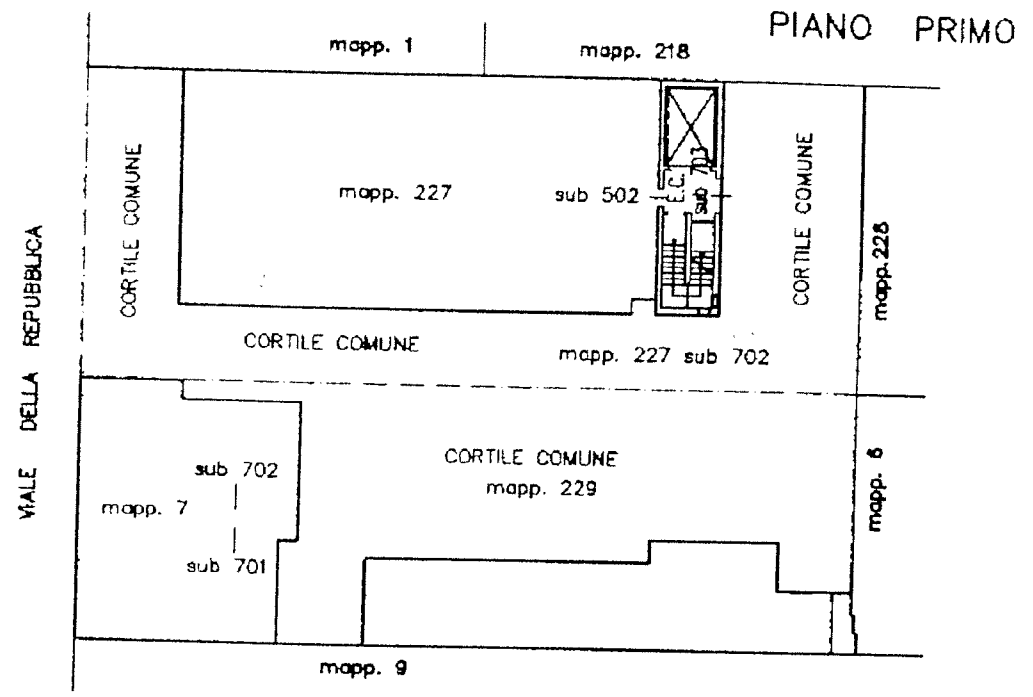 PIANO PRIMO
mapp. 1
mapp. 218
CORTILE COMUNE
mapp. 227
sub 502
E.C.
sub 703
CORTILE COMUNE
mapp. 228
VIALE DELLA REPUBBLICA
CORTILE COMUNE
mapp. 227 sub 702
CORTILE COMUNE
mapp. 229
mapp. 6
sub 702
mapp. 7
sub 701
mapp. 9